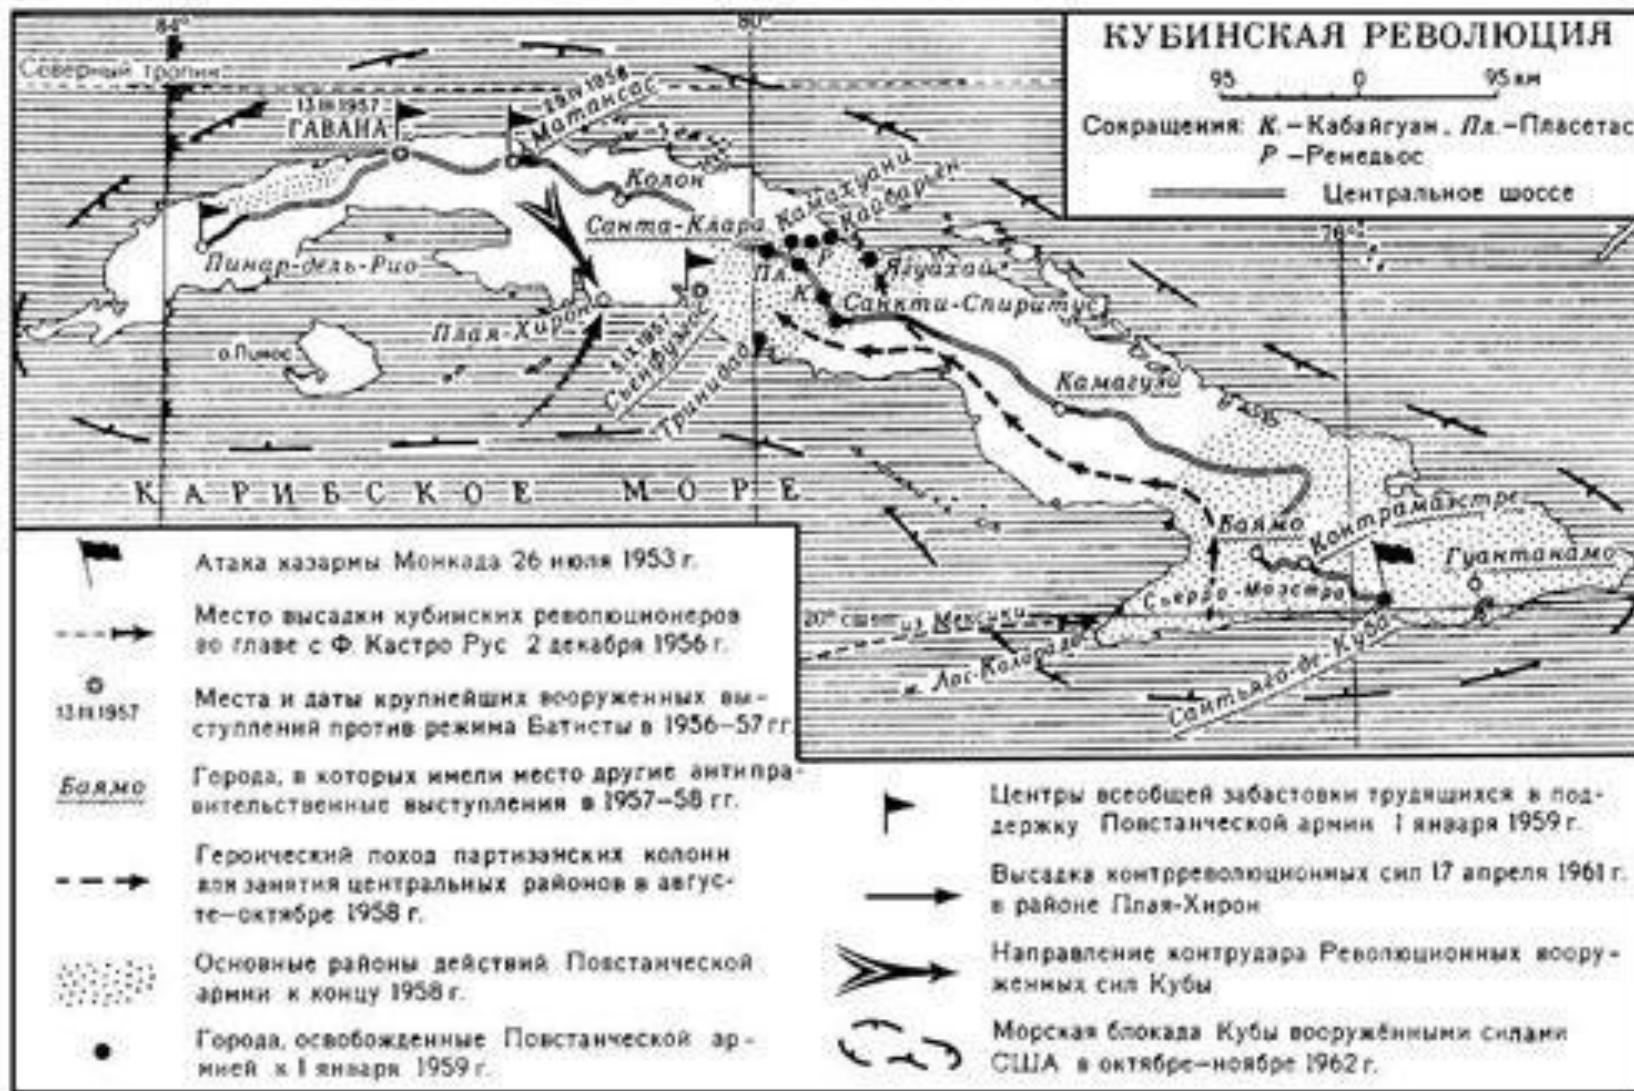 84°
80°
КУБИНСКАЯ РЕВОЛЮЦИЯ
95 0 95 км
Сокращения: К.–Кабайгуан, Пл.–Пласетас
Р –Ремедьос
Центральное шоссе
Северный тропик
13 III 1957
ГАВАНА
Матансас
Колон
Санта-Клара
Камахуани
Кайбарьен
Пинар-дель-Рио
Пл.
Р
К
Ягуахай
Санкти-Спиритус
Плая-Хирон
о. Пинос
5 IX 1957
Сьенфуэгос
Тринидад
Камагуэй
КАРИБСКОЕ МОРЕ
Баямо
Контрамаэстре
Гуантанамо
Сьерра-Маэстра
20°
из Мексики
Лос-Колорадос
Сантьяго-де-Куба
Атака казармы Монкада 26 июля 1953 г.
Место высадки кубинских революционеров
во главе с Ф. Кастро Рус 2 декабря 1956 г.
13 III 1957
Места и даты крупнейших вооруженных вы-
ступлений против режима Батисты в 1956–57 гг.
Баямо
Города, в которых имели место другие антипра-
вительственные выступления в 1957–58 гг.
Героический поход партизанских колонн
для занятия центральных районов в авгус-
те–октябре 1958 г.
Основные районы действий Повстанческой
армии к концу 1958 г.
Города, освобожденные Повстанческой ар-
мией к 1 января 1959 г.
Центры всеобщей забастовки трудящихся в под-
держку Повстанческой армии 1 января 1959 г.
Высадка контрреволюционных сил 17 апреля 1961 г.
в районе Плая-Хирон
Направление контрудара Революционных воору-
женных сил Кубы
Морская блокада Кубы вооружёнными силами
США в октябре–ноябре 1962 г.